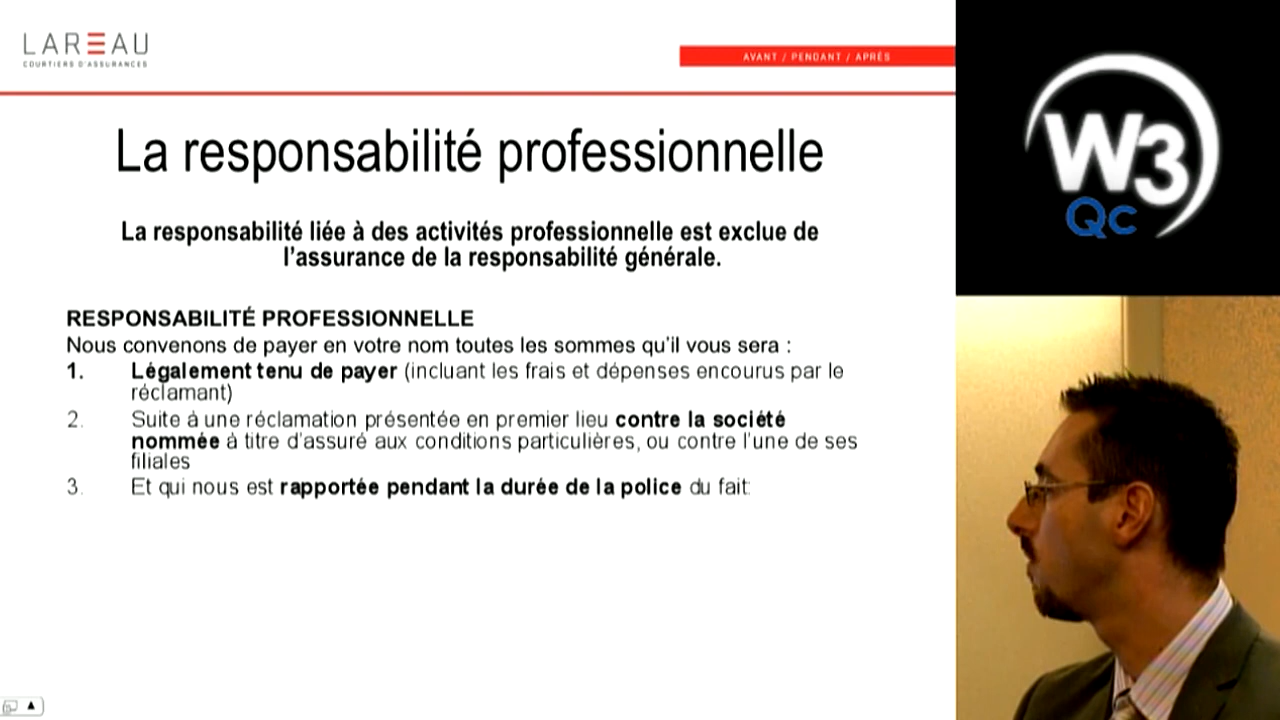 LAREAU
COURTIERS D'ASSURANCES
AVANT / PENDANT / APRÈS
W3
Qc
La responsabilité professionnelle
La responsabilité liée à des activités professionnelle est exclue de
l'assurance de la responsabilité générale.
RESPONSABILITÉ PROFESSIONNELLE
Nous convenons de payer en votre nom toutes les sommes qu'il vous sera :
1. Légalement tenu de payer (incluant les frais et dépenses encourus par le
réclamant)
2. Suite à une réclamation présentée en premier lieu contre la société
nommée à titre d'assuré aux conditions particulières, ou contre l'une de ses
filiales
3. Et qui nous est rapportée pendant la durée de la police du fait: